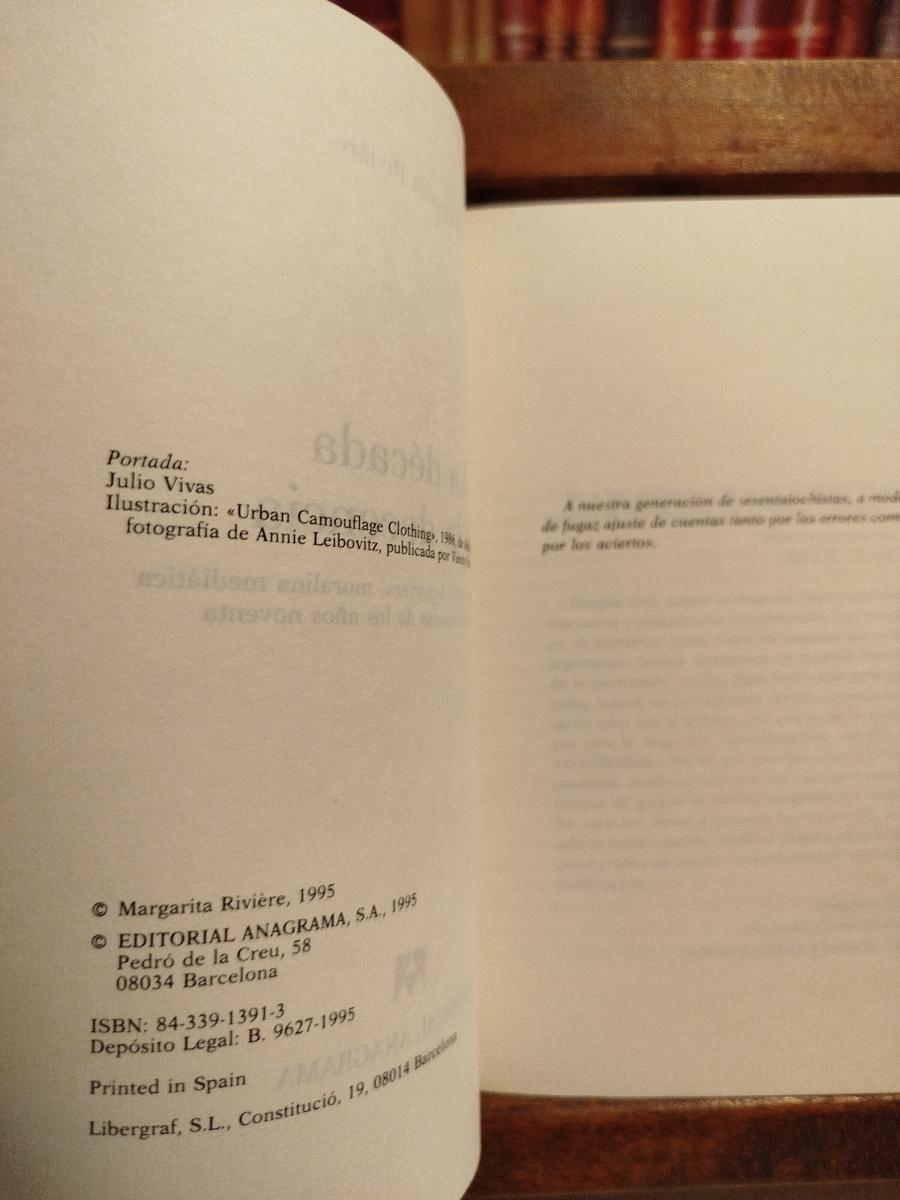 Portada:
Julio Vivas
Ilustración: «Urban Camouflage Clothing», 1986,
fotografía de Annie Leibovitz, publicada por
© Margarita Rivière, 1995
© EDITORIAL ANAGRAMA, S.A., 1995
Pedró de la Creu, 58
08034 Barcelona
ISBN: 84-339-1391-3
Depósito Legal: B. 9627-1995
Printed in Spain
Libergraf, S.L., Constitució, 19, 08014 Barcelona
A nuestra generación de sesentaiochistas, a
de fugaz ajuste de cuentas tanto por los errores
por los aciertos.